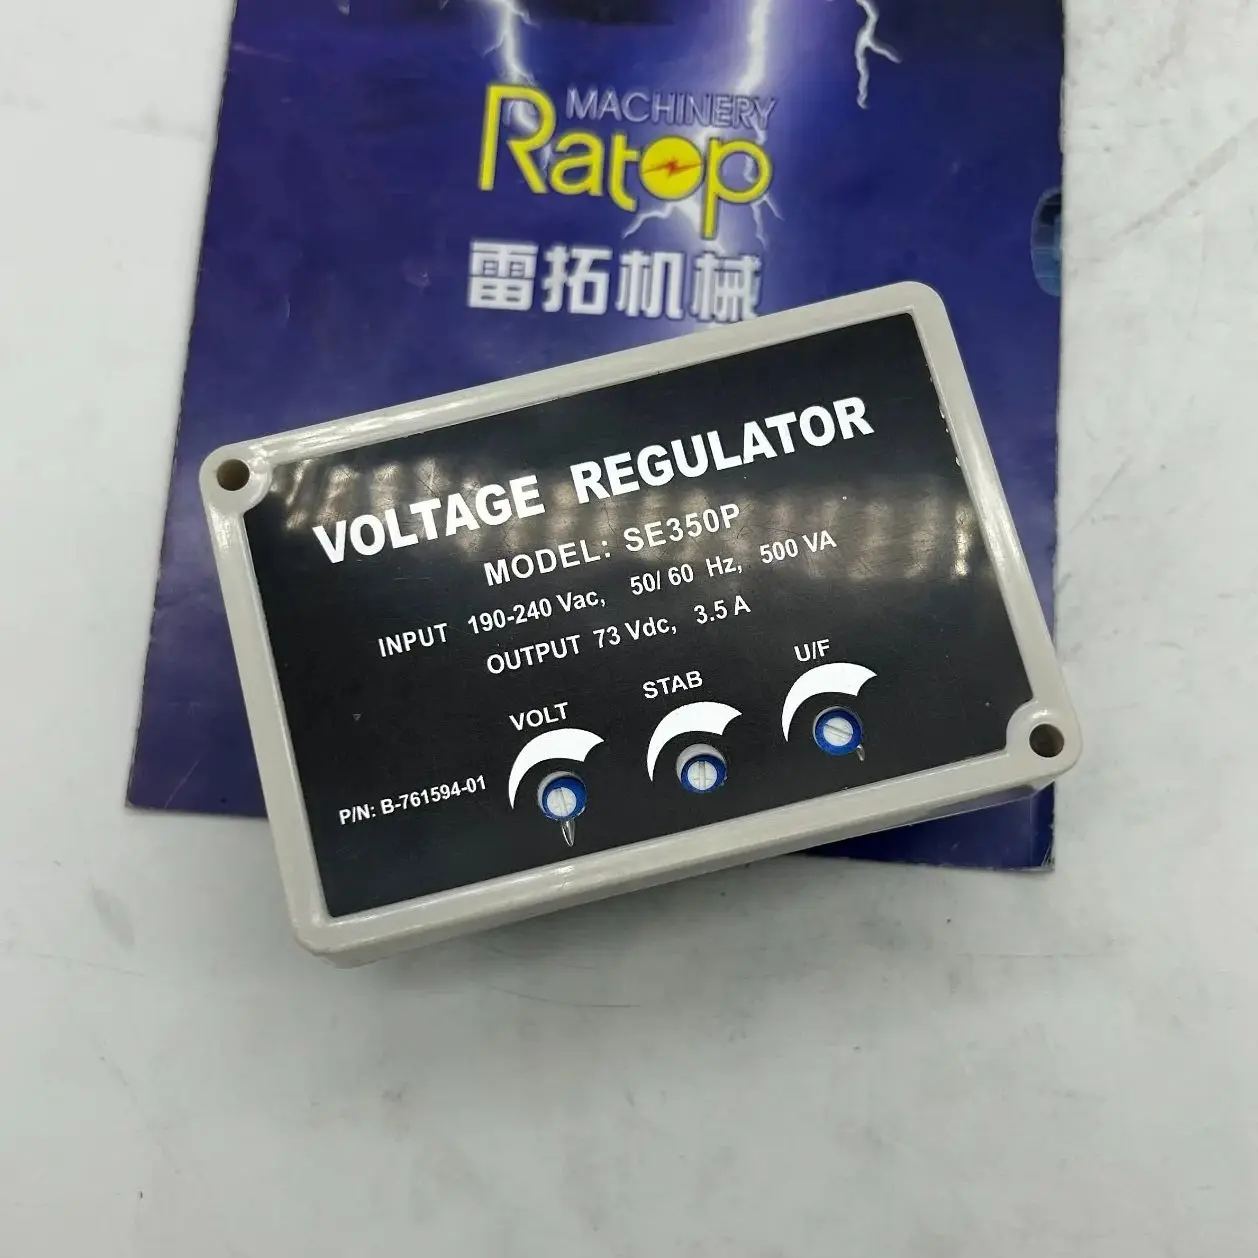 MACHINERY
Ratop
雷拓机械
VOLTAGE REGULATOR
MODEL: SE350P
INPUT 190-240 Vac, 50/ 60 Hz, 500 VA
OUTPUT 73 Vdc, 3.5 A
VOLT STAB U/F
P/N: B-761594-01